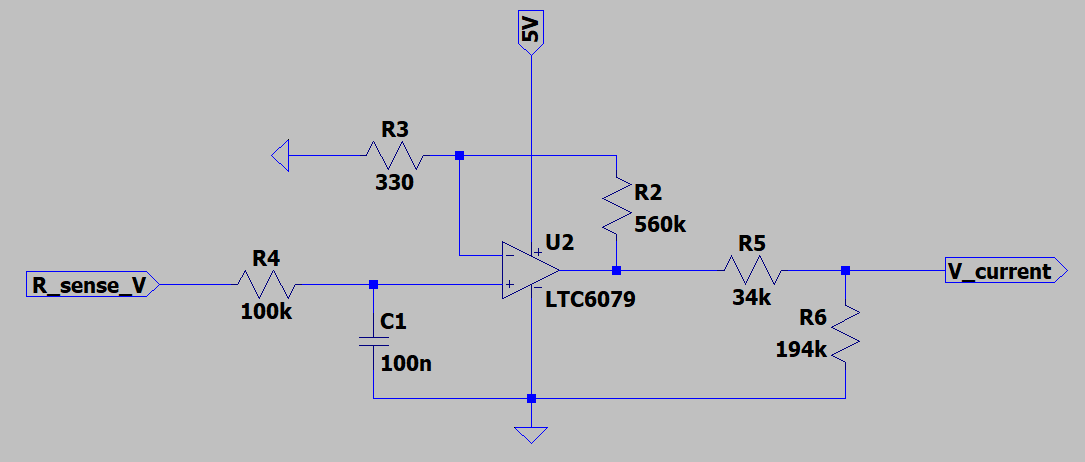 5V
R3
330
R2
560k
U2
LTC6079
R4
100k
R_sense_V
C1
100n
R5
34k
V_current
R6
194k